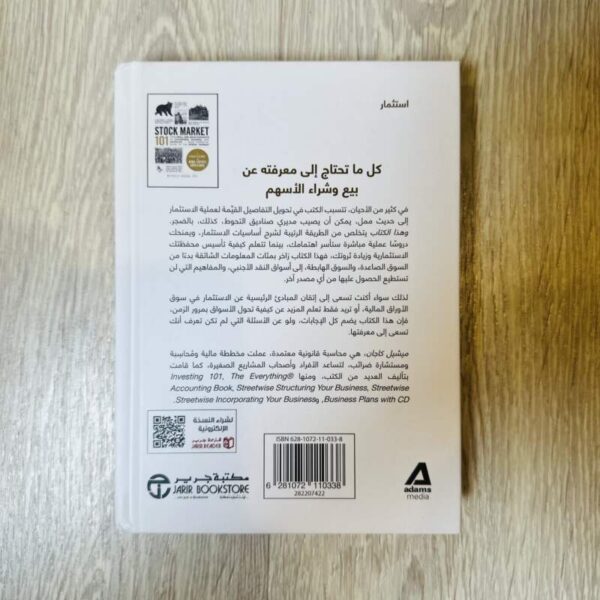 استثمار
STOCK MARKET
101
كل ما تحتاج إلى معرفته عن
بيع وشراء الأسهم
في كثير من الأحيان، تتسبب الكتب في تحويل التفاصيل القيِّمة لعملية الاستثمار
إلى حديث ممل، يمكن أن يصيب مديري صناديق التحوط، كذلك، بالضجر.
وهذا الكتاب يتخلص من الطريقة الرتيبة لشرح أساسيات الاستثمار، ويمنحك
دروسًا عملية مباشرة ستأسر اهتمامك، بينما تتعلم كيفية تأسيس محفظتك
الاستثمارية وزيادة ثروتك، فهذا الكتاب زاخر بمئات المعلومات الشائقة بدءًا من
السوق الصاعدة، والسوق الهابطة، إلى أسواق النقد الأجنبي، والمفاهيم التي لن
تستطيع الحصول عليها من أي مصدر آخر.
لذلك سواء أكنت تسعى إلى إتقان المبادئ الرئيسية عن الاستثمار في سوق
الأوراق المالية، أو تريد فقط تعلم المزيد عن كيفية تحول الأسواق بمرور الزمن،
فإن هذا الكتاب يضم كل الإجابات، ولو عن الأسئلة التي لم تكن تعرف أنك
تسعى إلى معرفتها.
ميشيل كاجان، هي محاسبة قانونية معتمدة، عملت مخططة مالية ومُحاسِبة
ومستشارة ضرائب، لتساعد الأفراد وأصحاب المشاريع الصغيرة، كما قامت
بتأليف العديد من الكتب، ومنها Investing 101, The Everything®
Accounting Book, Streetwise Structuring Your Business, Streetwise
Business Plans with CD, وStreetwise Incorporating Your Business.
لشراء النسخة
الإلكترونية
قراءة جرير
JARIR READER
مكتبة جرير
JARIR BOOKSTORE
ISBN 628-1072-11-033-8
6 281072 110338
282207422
adams
media